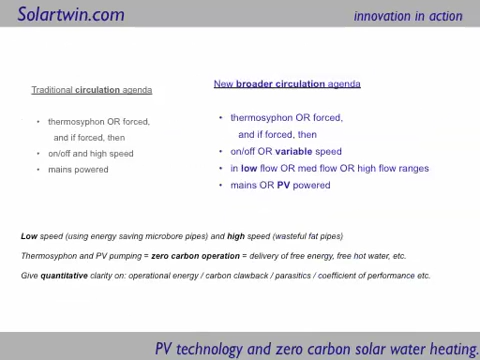 Solartwin.com
innovation in action
Traditional circulation agenda
• thermosyphon OR forced,
and if forced, then
• on/off and high speed
• mains powered
New broader circulation agenda
• thermosyphon OR forced,
and if forced, then
• on/off OR variable speed
• in low flow OR med flow OR high flow ranges
• mains OR PV powered
Low speed (using energy saving microbore pipes) and high speed (wasteful fat pipes)
Thermosyphon and PV pumping = zero carbon operation = delivery of free energy, free hot water, etc.
Give quantitative clarity on: operational energy / carbon clawback / parasitics / coefficient of performance etc.
PV technology and zero carbon solar water heating.